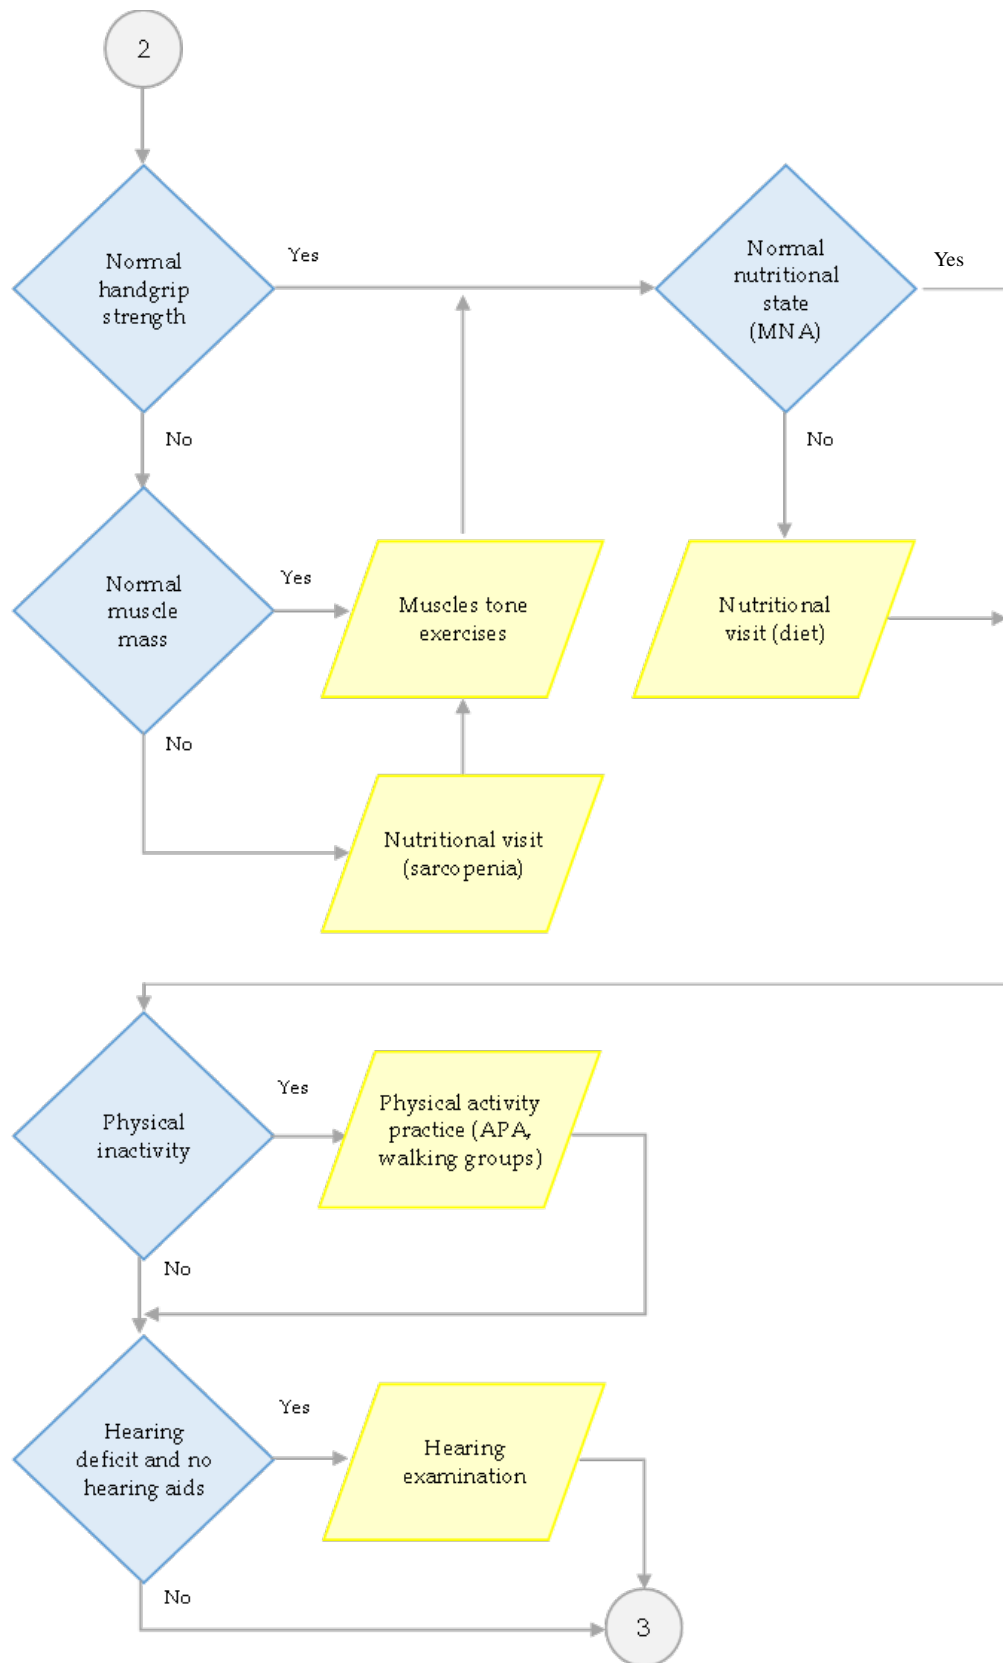 2
Normal
handgrip
strength
Yes
Normal
nutritional
state
(MNA)
Yes
No
No
Normal
muscle
mass
Yes
Muscles tone
exercises
Nutritional
visit (diet)
No
Nutritional visit
(sarcopenia)
Physical
inactivity
Yes
Physical activity
practice (APA,
walking groups)
No
Hearing
deficit and no
hearing aids
Yes
Hearing
examination
No
3